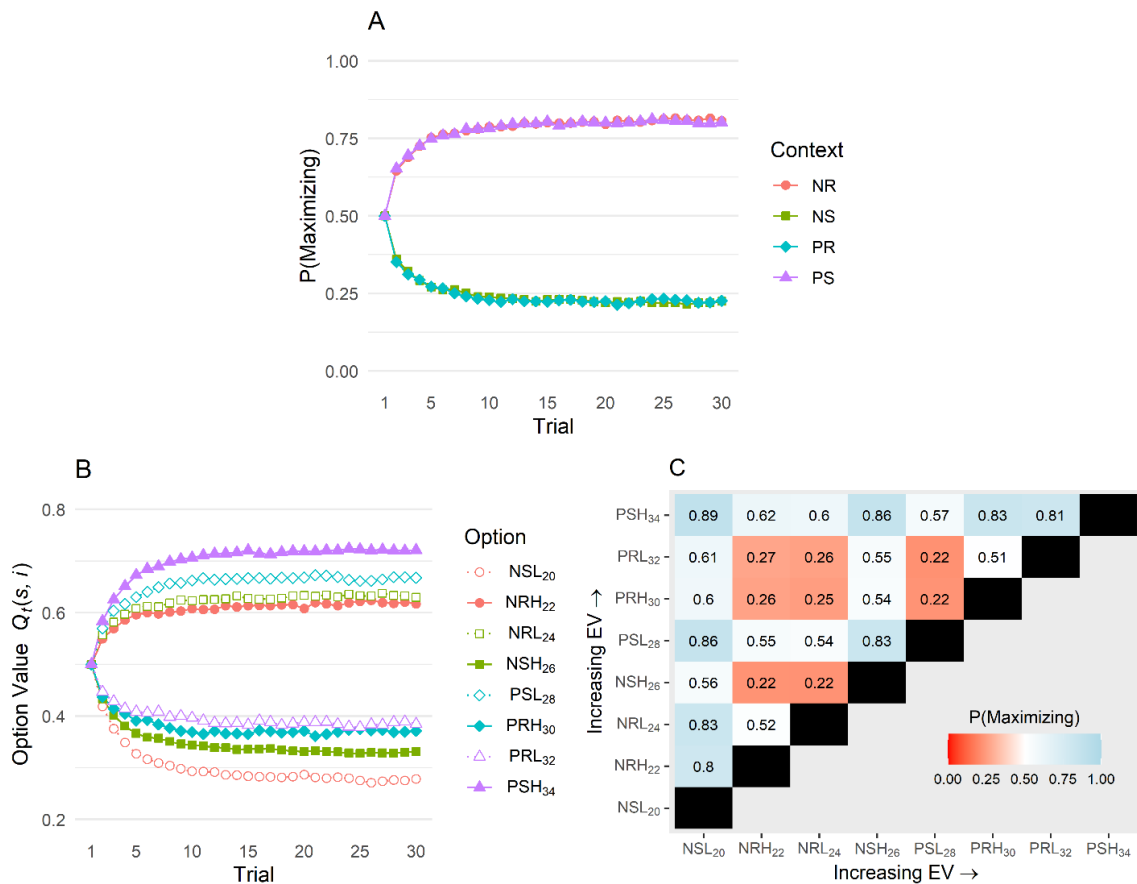 A
1.00
0.75
0.50
0.25
0.00
P(Maximizing)
1 5 10 15 20 25 30
Trial
Context
NR
NS
PR
PS
B
0.8
0.6
0.4
0.2
Option Value Qₜ(s, i)
1 5 10 15 20 25 30
Trial
Option
NSL₂₀
NRH₂₂
NRL₂₄
NSH₂₆
PSL₂₈
PRH₃₀
PRL₃₂
PSH₃₄
C
Increasing EV →
PSH₃₄ 0.89 0.62 0.6 0.86 0.57 0.83 0.81
PRL₃₂ 0.61 0.27 0.26 0.55 0.22 0.51
PRH₃₀ 0.6 0.26 0.25 0.54 0.22
PSL₂₈ 0.86 0.55 0.54 0.83
NSH₂₆ 0.56 0.22 0.22
NRL₂₄ 0.83 0.52
NRH₂₂ 0.8
NSL₂₀
P(Maximizing)
0.00 0.25 0.50 0.75 1.00
NSL₂₀ NRH₂₂ NRL₂₄ NSH₂₆ PSL₂₈ PRH₃₀ PRL₃₂ PSH₃₄
Increasing EV →